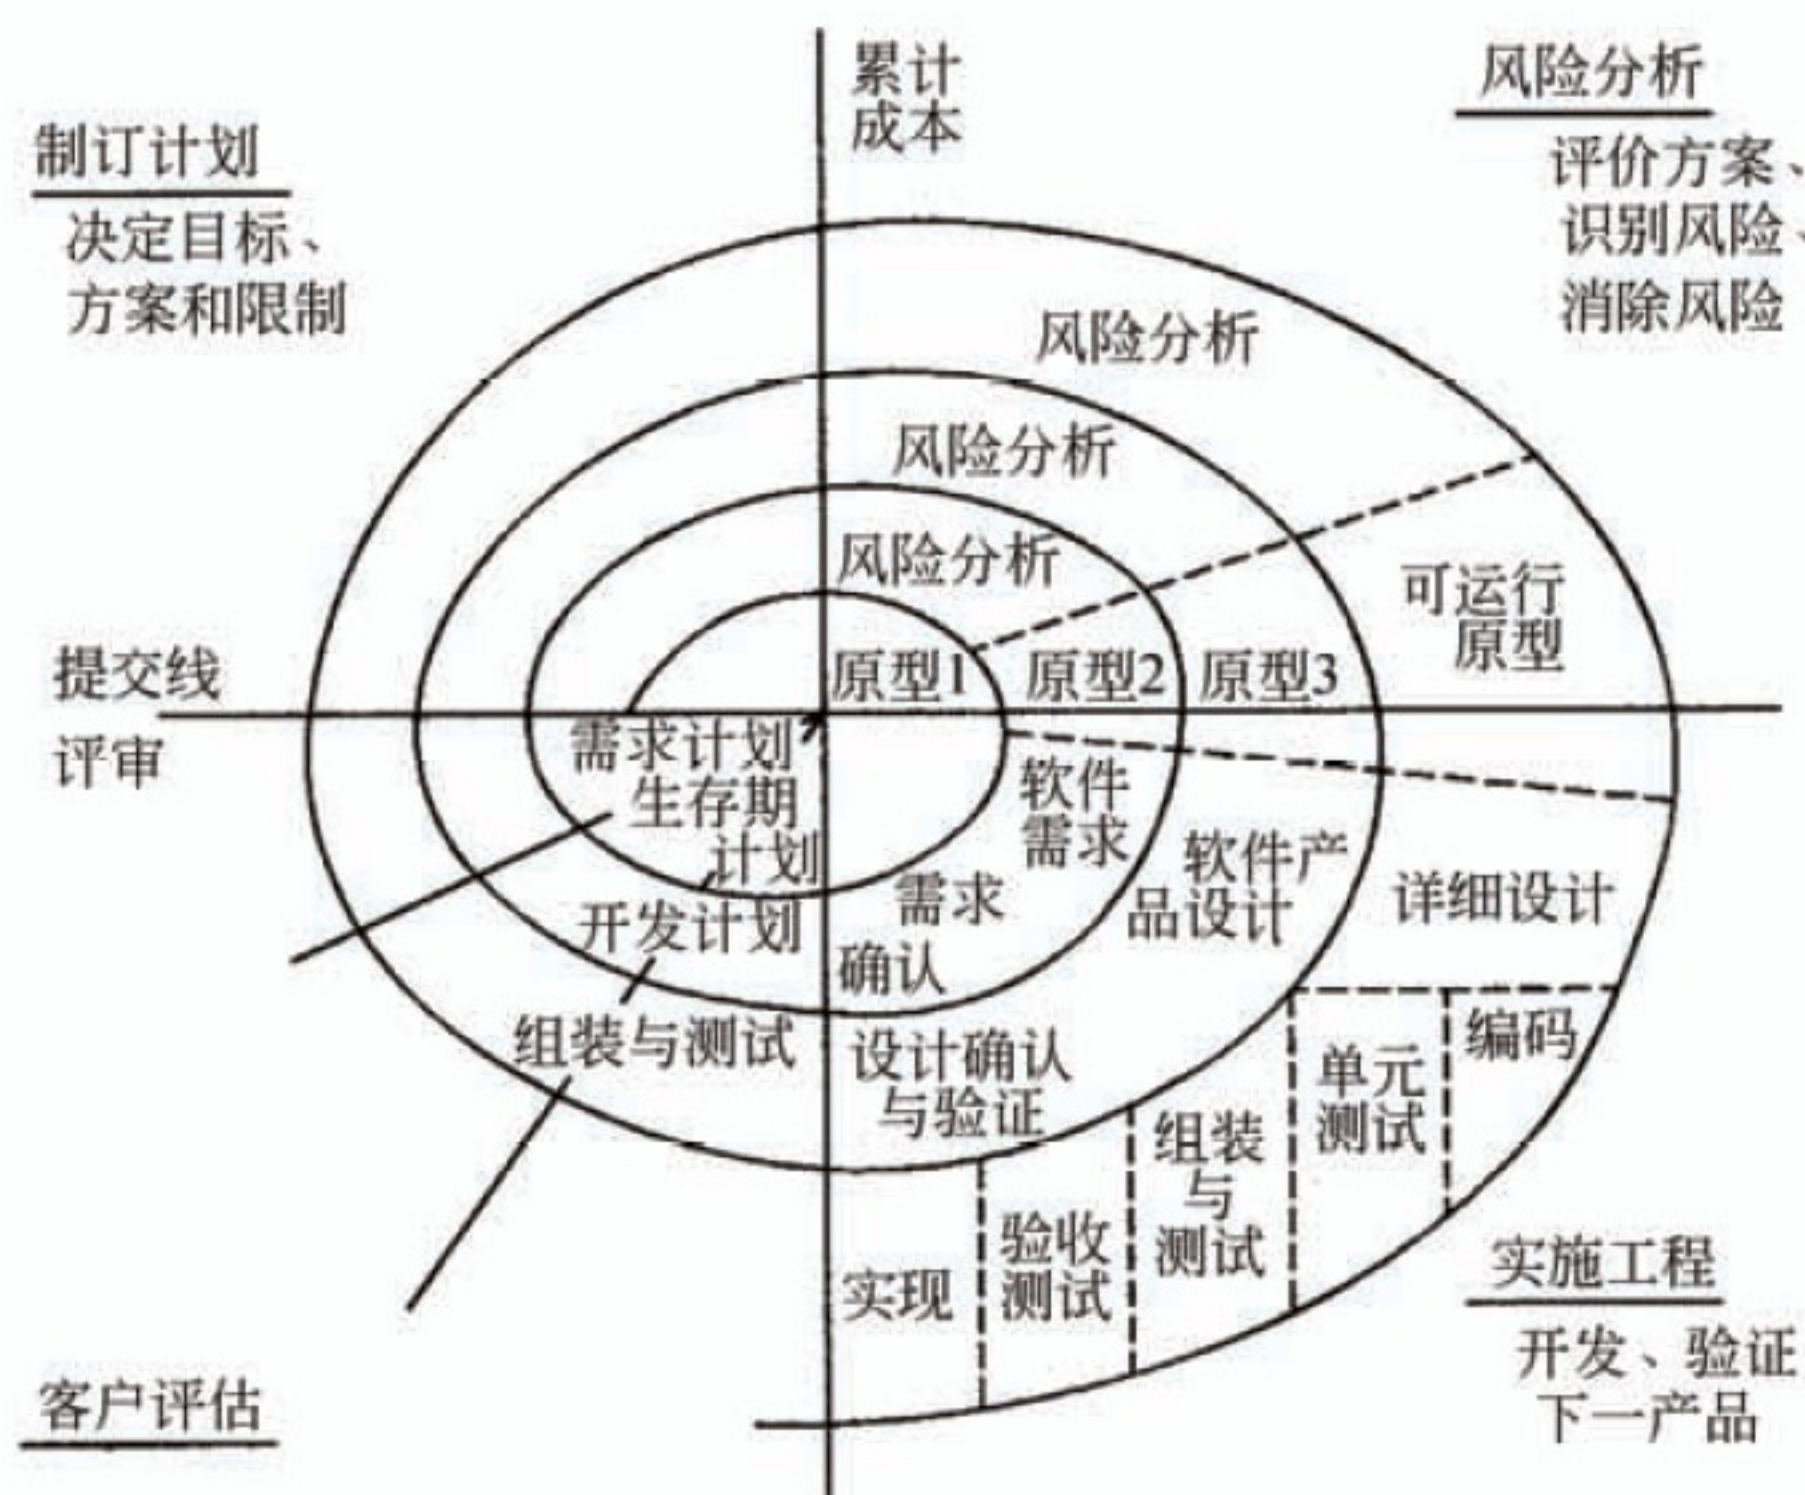 累计
成本
风险分析
评价方案、
识别风险、
消除风险
制订计划
决定目标、
方案和限制
风险分析
风险分析
风险分析
可运行
原型
提交线
评审
原型1
原型2
原型3
需求计划
生存期
计划
软件
需求
软件产
品设计
详细设计
需求
确认
开发计划
组装与测试
设计确认
与验证
编码
单元
测试
组装
与
测试
验收
测试
实现
实施工程
开发、验证
下一产品
客户评估